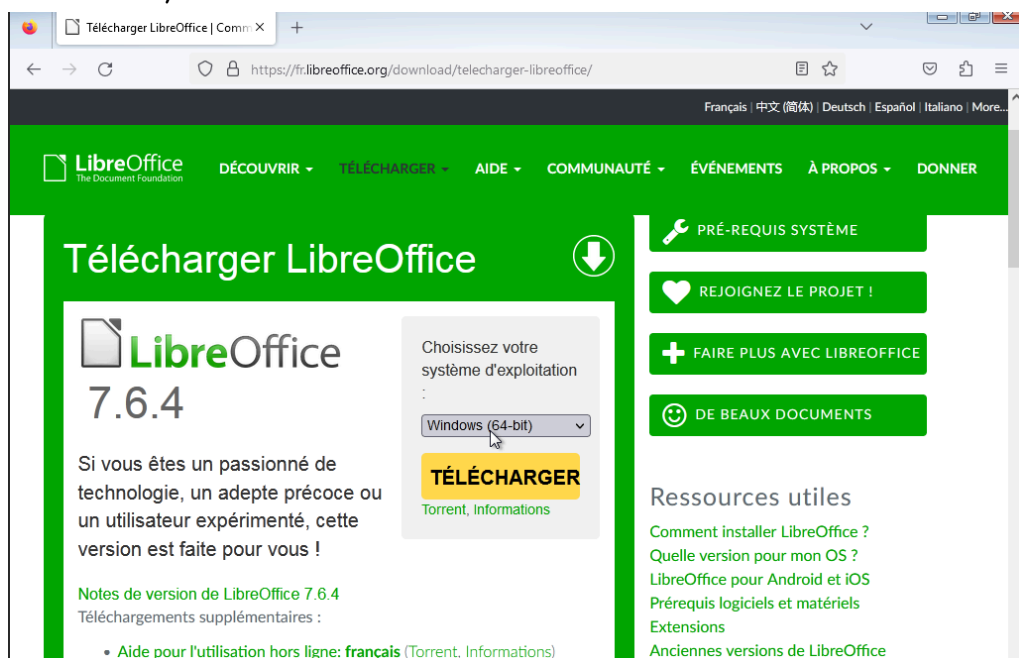 Télécharger LibreOffice | Comm
https://fr.libreoffice.org/download/telecharger-libreoffice/
Français | 中文 (简体) | Deutsch | Español | Italiano | More...
LibreOffice
The Document Foundation
DÉCOUVRIR
TÉLÉCHARGER
AIDE
COMMUNAUTÉ
ÉVÉNEMENTS
À PROPOS
DONNER
Télécharger LibreOffice
LibreOffice
7.6.4
Si vous êtes un passionné de
technologie, un adepte précoce ou
un utilisateur expérimenté, cette
version est faite pour vous !
Notes de version de LibreOffice 7.6.4
Téléchargements supplémentaires :
• Aide pour l'utilisation hors ligne: français (Torrent, Informations)
Choisissez votre
système d'exploitation
:
Windows (64-bit)
TÉLÉCHARGER
Torrent, Informations
PRÉ-REQUIS SYSTÈME
REJOIGNEZ LE PROJET !
FAIRE PLUS AVEC LIBREOFFICE
DE BEAUX DOCUMENTS
Ressources utiles
Comment installer LibreOffice ?
Quelle version pour mon OS ?
LibreOffice pour Android et iOS
Prérequis logiciels et matériels
Extensions
Anciennes versions de LibreOffice